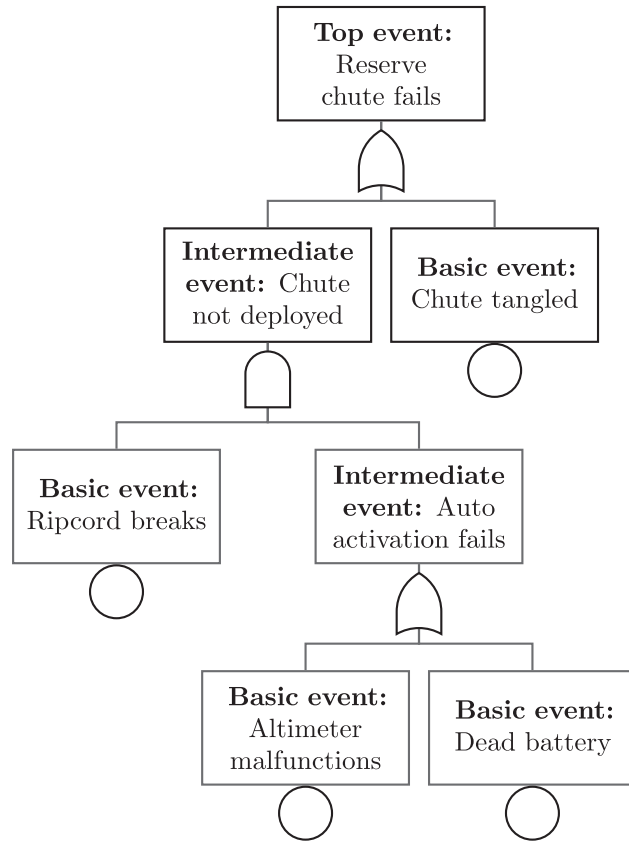 Top event:
Reserve
chute fails
Intermediate
event: Chute
not deployed
Basic event:
Chute tangled
Basic event:
Ripcord breaks
Intermediate
event: Auto
activation fails
Basic event:
Altimeter
malfunctions
Basic event:
Dead battery